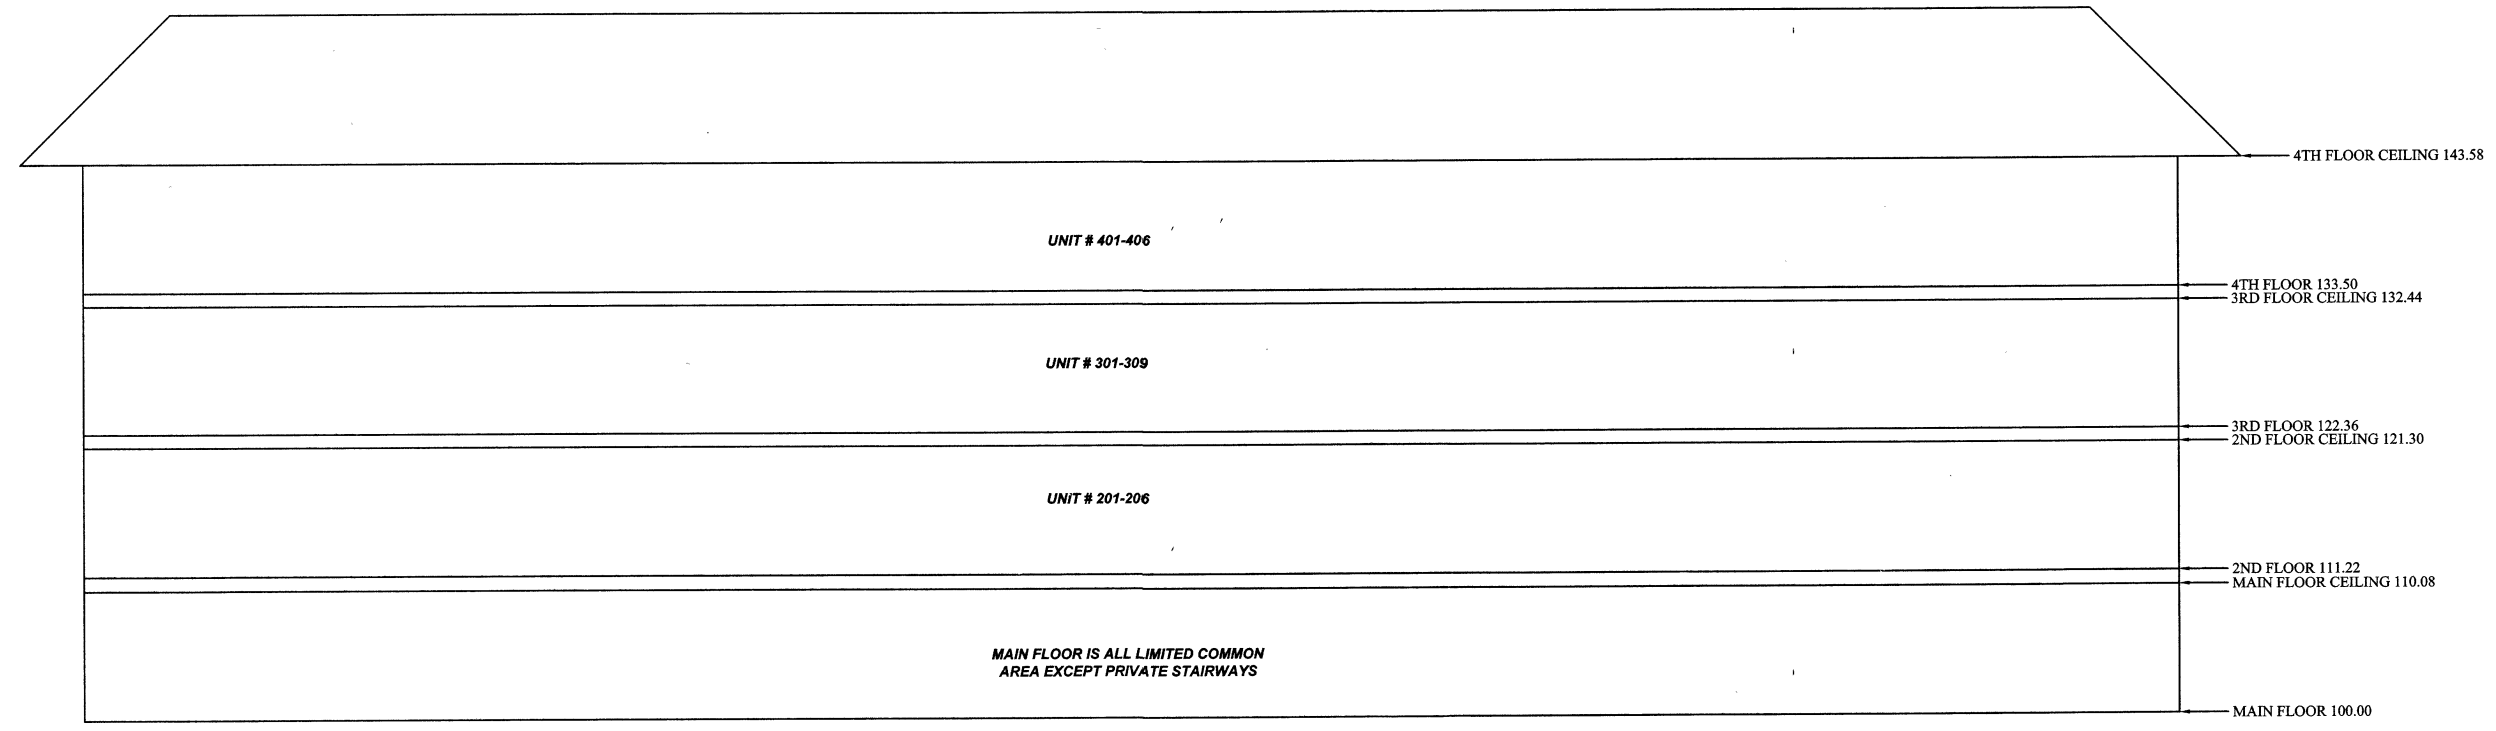 4TH FLOOR CEILING 143.58
UNIT # 401-406
4TH FLOOR 133.50
3RD FLOOR CEILING 132.44
UNIT # 301-309
3RD FLOOR 122.36
2ND FLOOR CEILING 121.30
UNIT # 201-206
2ND FLOOR 111.22
MAIN FLOOR CEILING 110.08
MAIN FLOOR IS ALL LIMITED COMMON
AREA EXCEPT PRIVATE STAIRWAYS
MAIN FLOOR 100.00